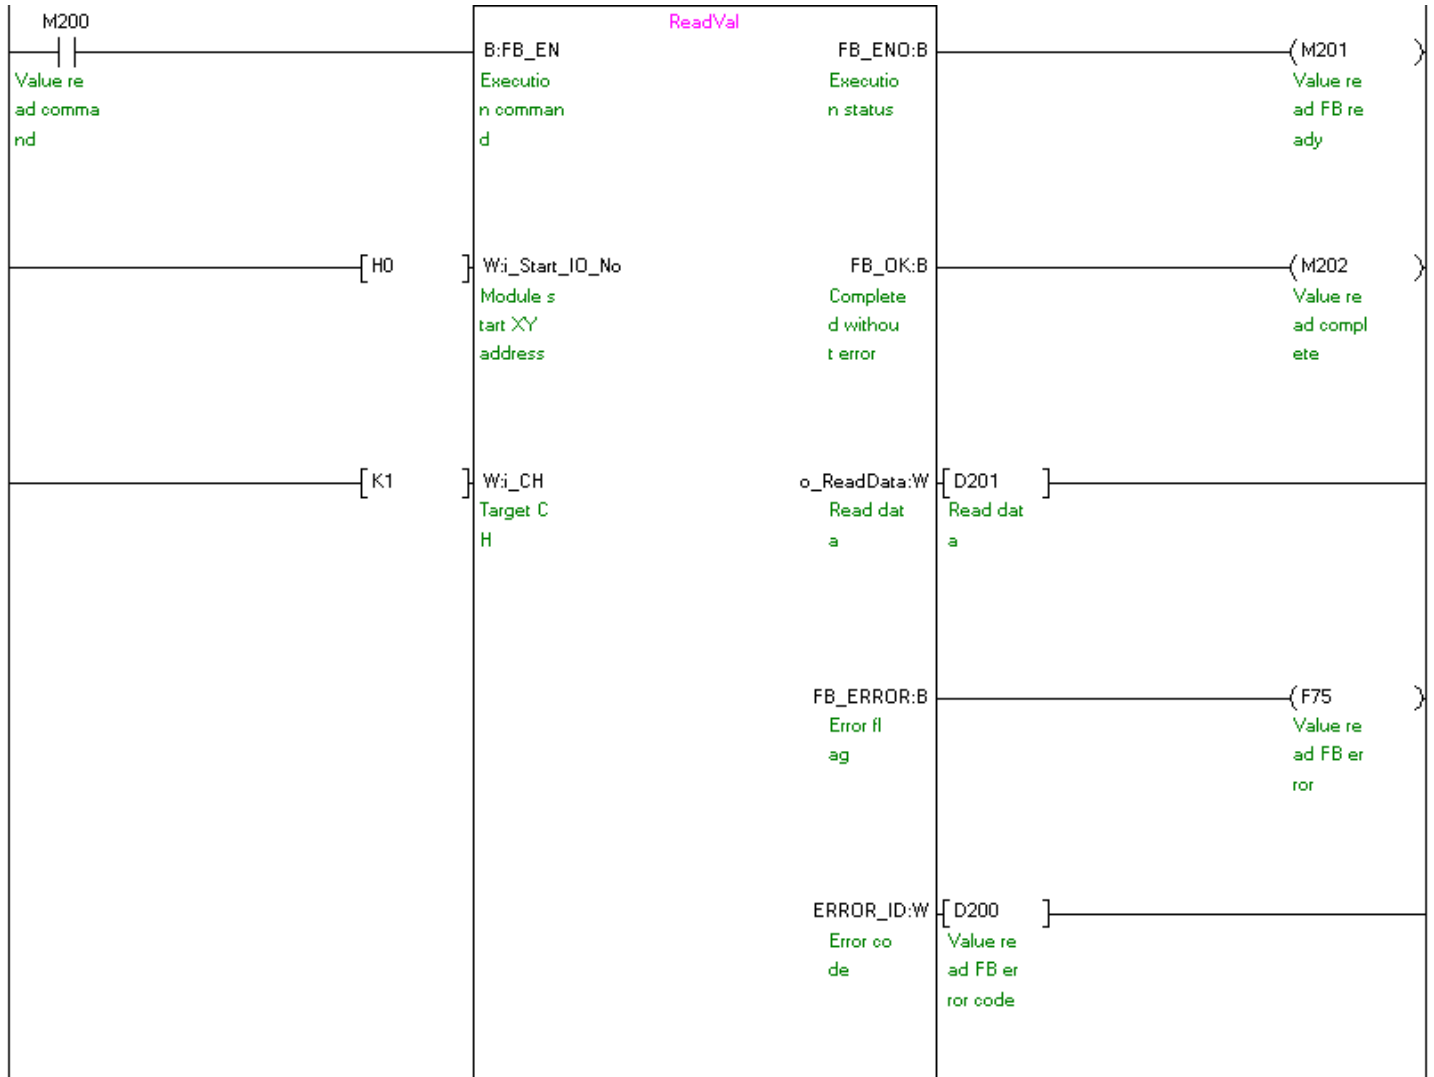 M200
ReadVal
B:FB_EN
FB_ENO:B
M201
Value re
ad comma
nd
Executio
n comman
d
Executio
n status
Value re
ad FB re
ady
H0
W:i_Start_IO_No
FB_OK:B
M202
Module s
tart XY
address
Complete
d withou
t error
Value re
ad compl
ete
K1
W:i_CH
o_ReadData:W
D201
Target C
H
Read dat
a
Read dat
a
FB_ERROR:B
F75
Error fl
ag
Value re
ad FB er
ror
ERROR_ID:W
D200
Error co
de
Value re
ad FB er
ror code